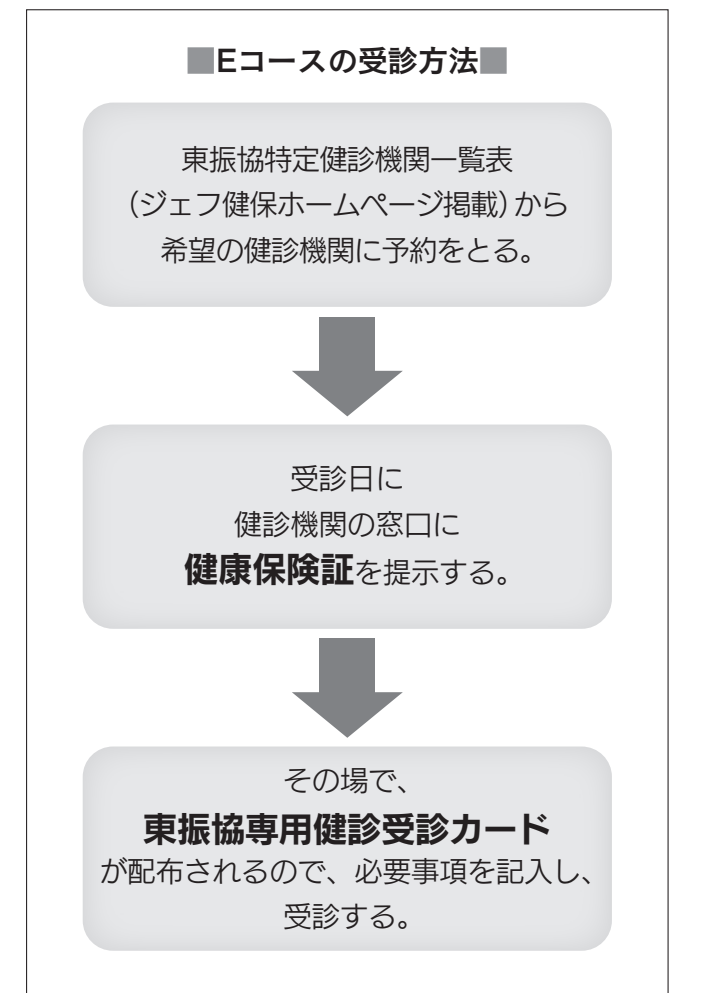 ■Eコースの受診方法■
東振協特定健診機関一覧表
（ジェフ健保ホームページ掲載）から
希望の健診機関に予約をとる。
受診日に
健診機関の窓口に
健康保険証を提示する。
その場で、
東振協専用健診受診カード
が配布されるので、必要事項を記入し、
受診する。